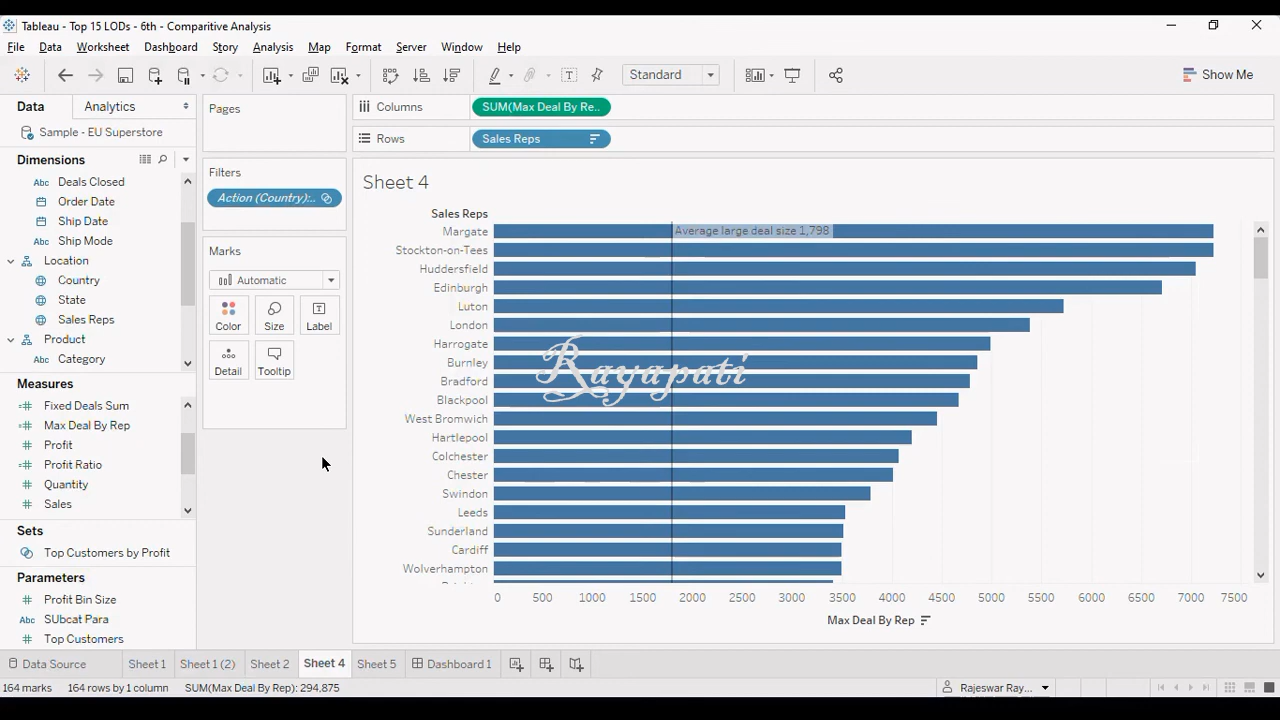 Tableau - Top 15 LODs - 6th - Comparitive Analysis
File Data Worksheet Dashboard Story Analysis Map Format Server Window Help
Standard
Show Me
Data Analytics
Sample - EU Superstore
Dimensions
Abc Deals Closed
Order Date
Ship Date
Abc Ship Mode
Location
Country
State
Sales Reps
Product
Abc Category
Measures
Fixed Deals Sum
Max Deal By Rep
Profit
Profit Ratio
Quantity
Sales
Sets
Top Customers by Profit
Parameters
Profit Bin Size
Abc SUbcat Para
Top Customers
Pages
Filters
Action (Country):..
Marks
Automatic
Color Size Label
Detail Tooltip
Columns SUM(Max Deal By Re..
Rows Sales Reps
Sheet 4
Sales Reps
Margate
Average large deal size 1,798
Stockton-on-Tees
Huddersfield
Edinburgh
Luton
London
Harrogate
Burnley
Bradford
Blackpool
West Bromwich
Hartlepool
Colchester
Chester
Swindon
Leeds
Sunderland
Cardiff
Wolverhampton
Rayapati
0 500 1000 1500 2000 2500 3000 3500 4000 4500 5000 5500 6000 6500 7000 7500
Max Deal By Rep
Data Source Sheet 1 Sheet 1 (2) Sheet 2 Sheet 4 Sheet 5 Dashboard 1
164 marks 164 rows by 1 column SUM(Max Deal By Rep): 294,875
Rajeswar Ray...